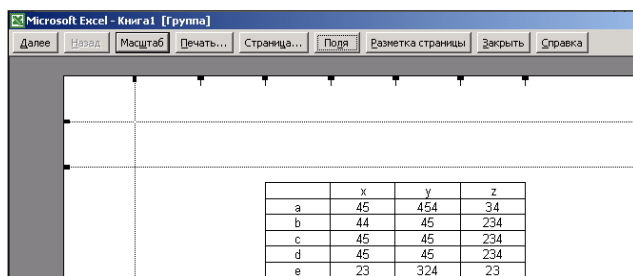 Microsoft Excel - Книга1 [Группа]
Далее Назад Масштаб Печать... Страница... Поля Разметка страницы Закрыть Справка
x y z
a 45 454 34
b 44 45 234
c 45 45 234
d 45 45 234
e 23 324 23